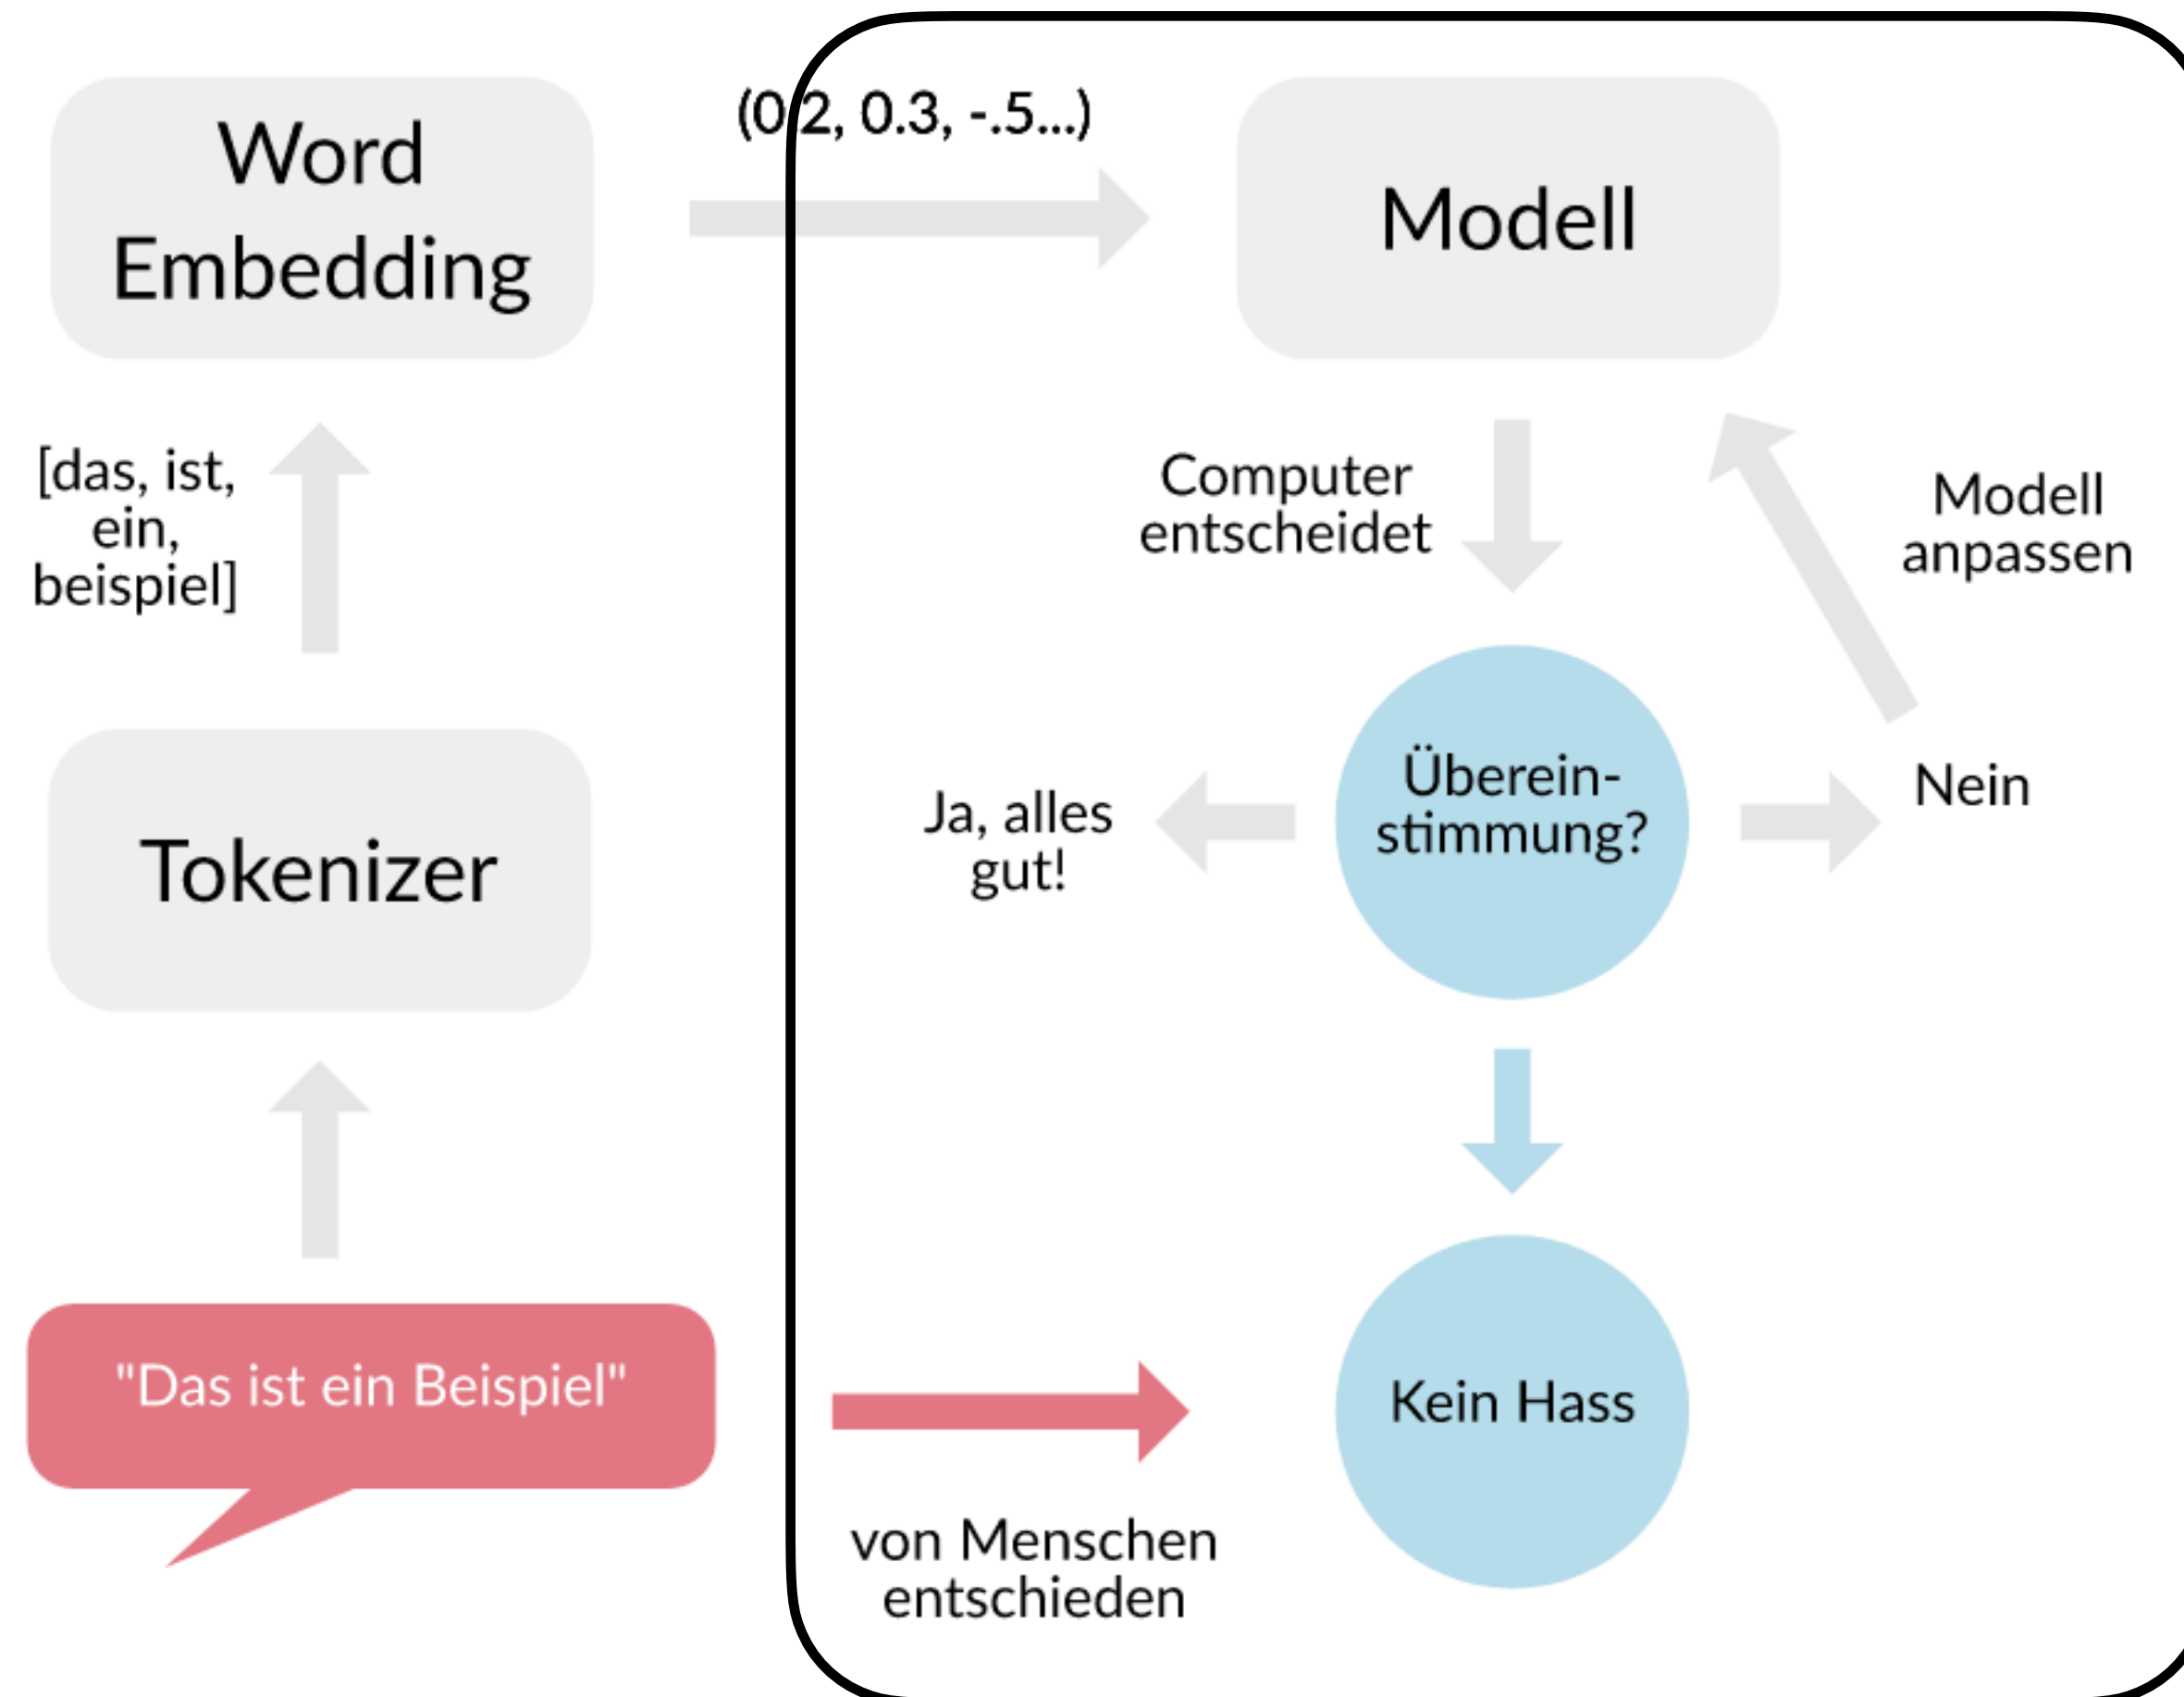 Word
Embedding
(0.2, 0.3, -.5...)
Modell
[das, ist,
ein,
beispiel]
Computer
entscheidet
Modell
anpassen
Tokenizer
Ja, alles
gut!
Überein-
stimmung?
Nein
"Das ist ein Beispiel"
von Menschen
entschieden
Kein Hass